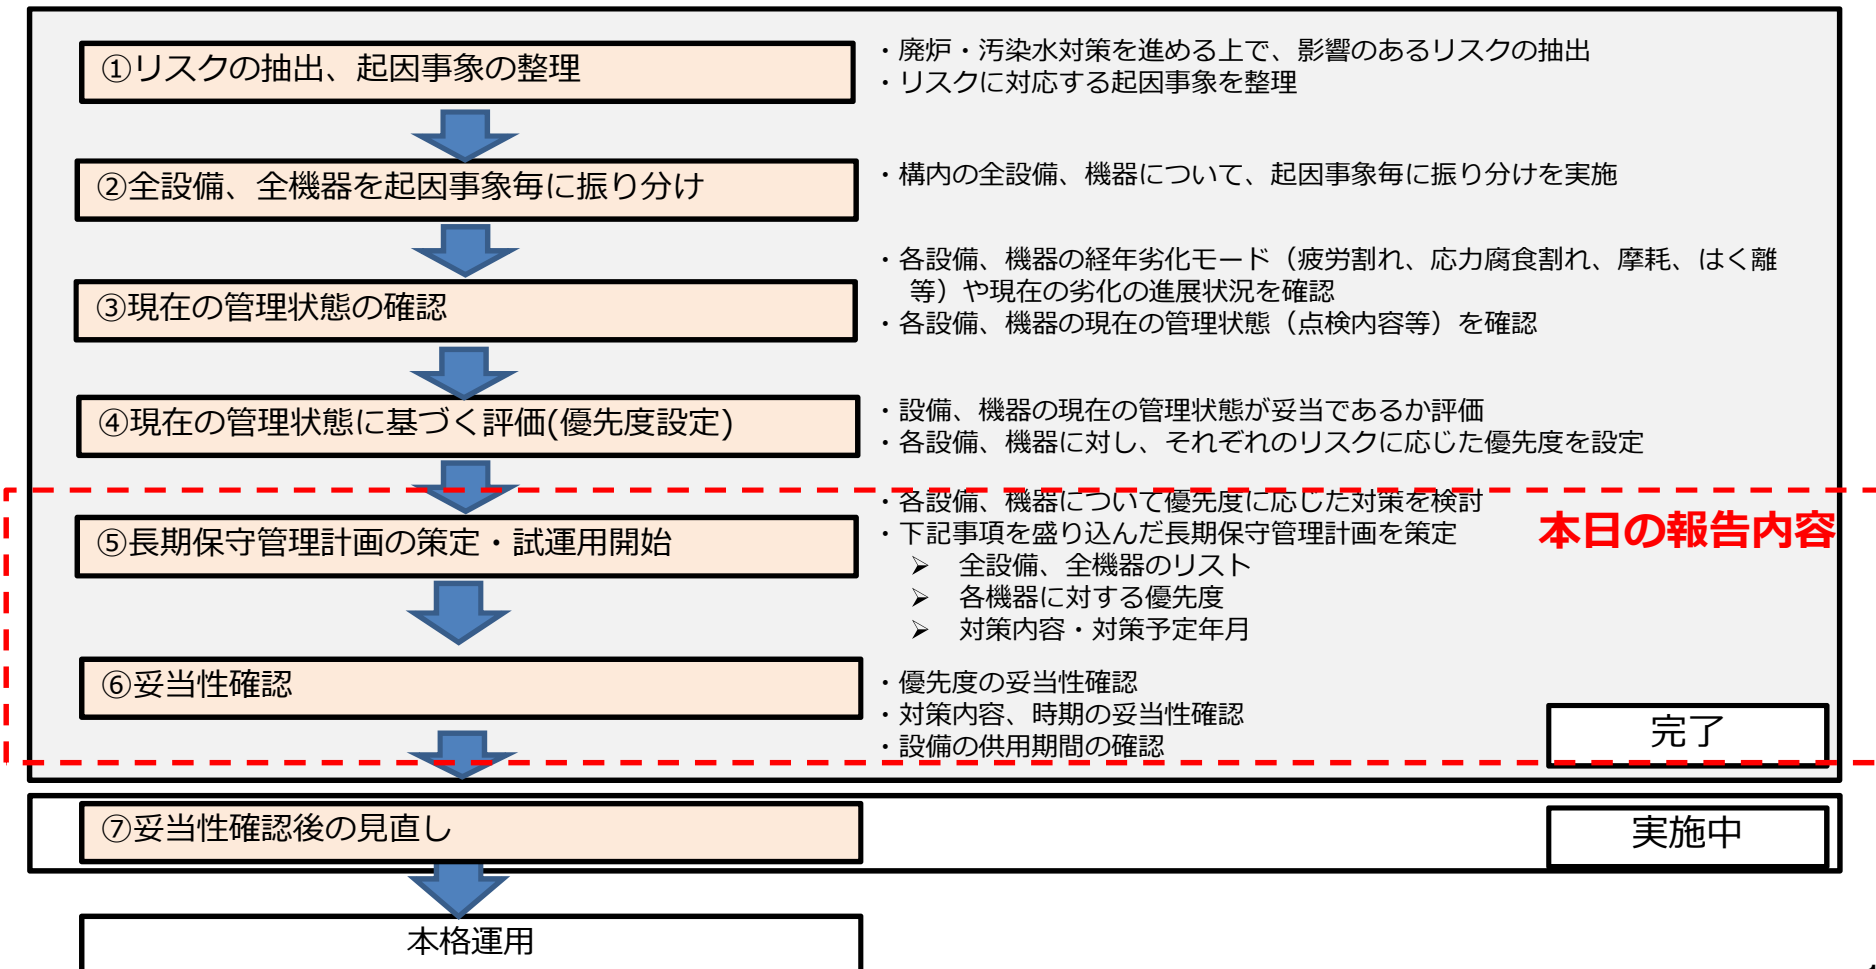 ①リスクの抽出、起因事象の整理
・廃炉・汚染水対策を進める上で、影響のあるリスクの抽出
・リスクに対応する起因事象を整理
②全設備、全機器を起因事象毎に振り分け
・構内の全設備、機器について、起因事象毎に振り分けを実施
③現在の管理状態の確認
・各設備、機器の経年劣化モード（疲労割れ、応力腐食割れ、摩耗、はく離
等）や現在の劣化の進展状況を確認
・各設備、機器の現在の管理状態（点検内容等）を確認
④現在の管理状態に基づく評価(優先度設定)
・設備、機器の現在の管理状態が妥当であるか評価
・各設備、機器に対し、それぞれのリスクに応じた優先度を設定
⑤長期保守管理計画の策定・試運用開始
・各設備、機器について優先度に応じた対策を検討
・下記事項を盛り込んだ長期保守管理計画を策定
➢ 全設備、全機器のリスト
➢ 各機器に対する優先度
➢ 対策内容・対策予定年月
本日の報告内容
⑥妥当性確認
・優先度の妥当性確認
・対策内容、時期の妥当性確認
・設備の供用期間の確認
完了
⑦妥当性確認後の見直し
実施中
本格運用